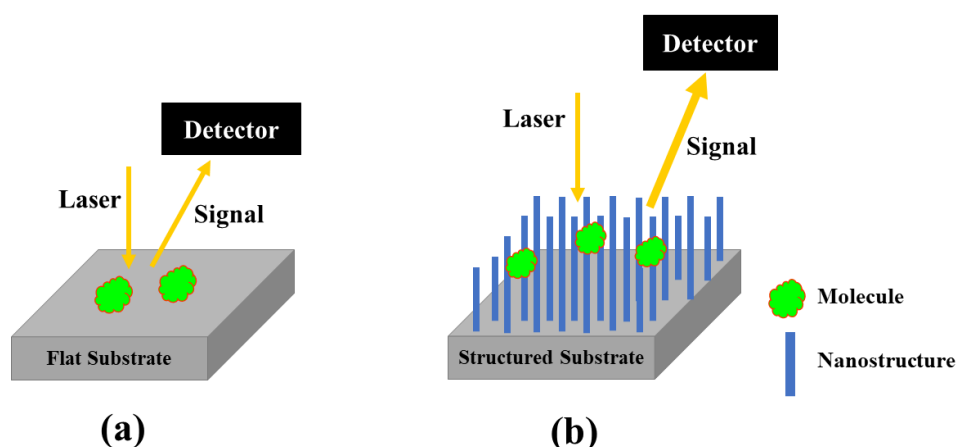 Detector
Laser
Signal
Flat Substrate
(a)
Detector
Laser
Signal
Structured Substrate
(b)
Molecule
Nanostructure